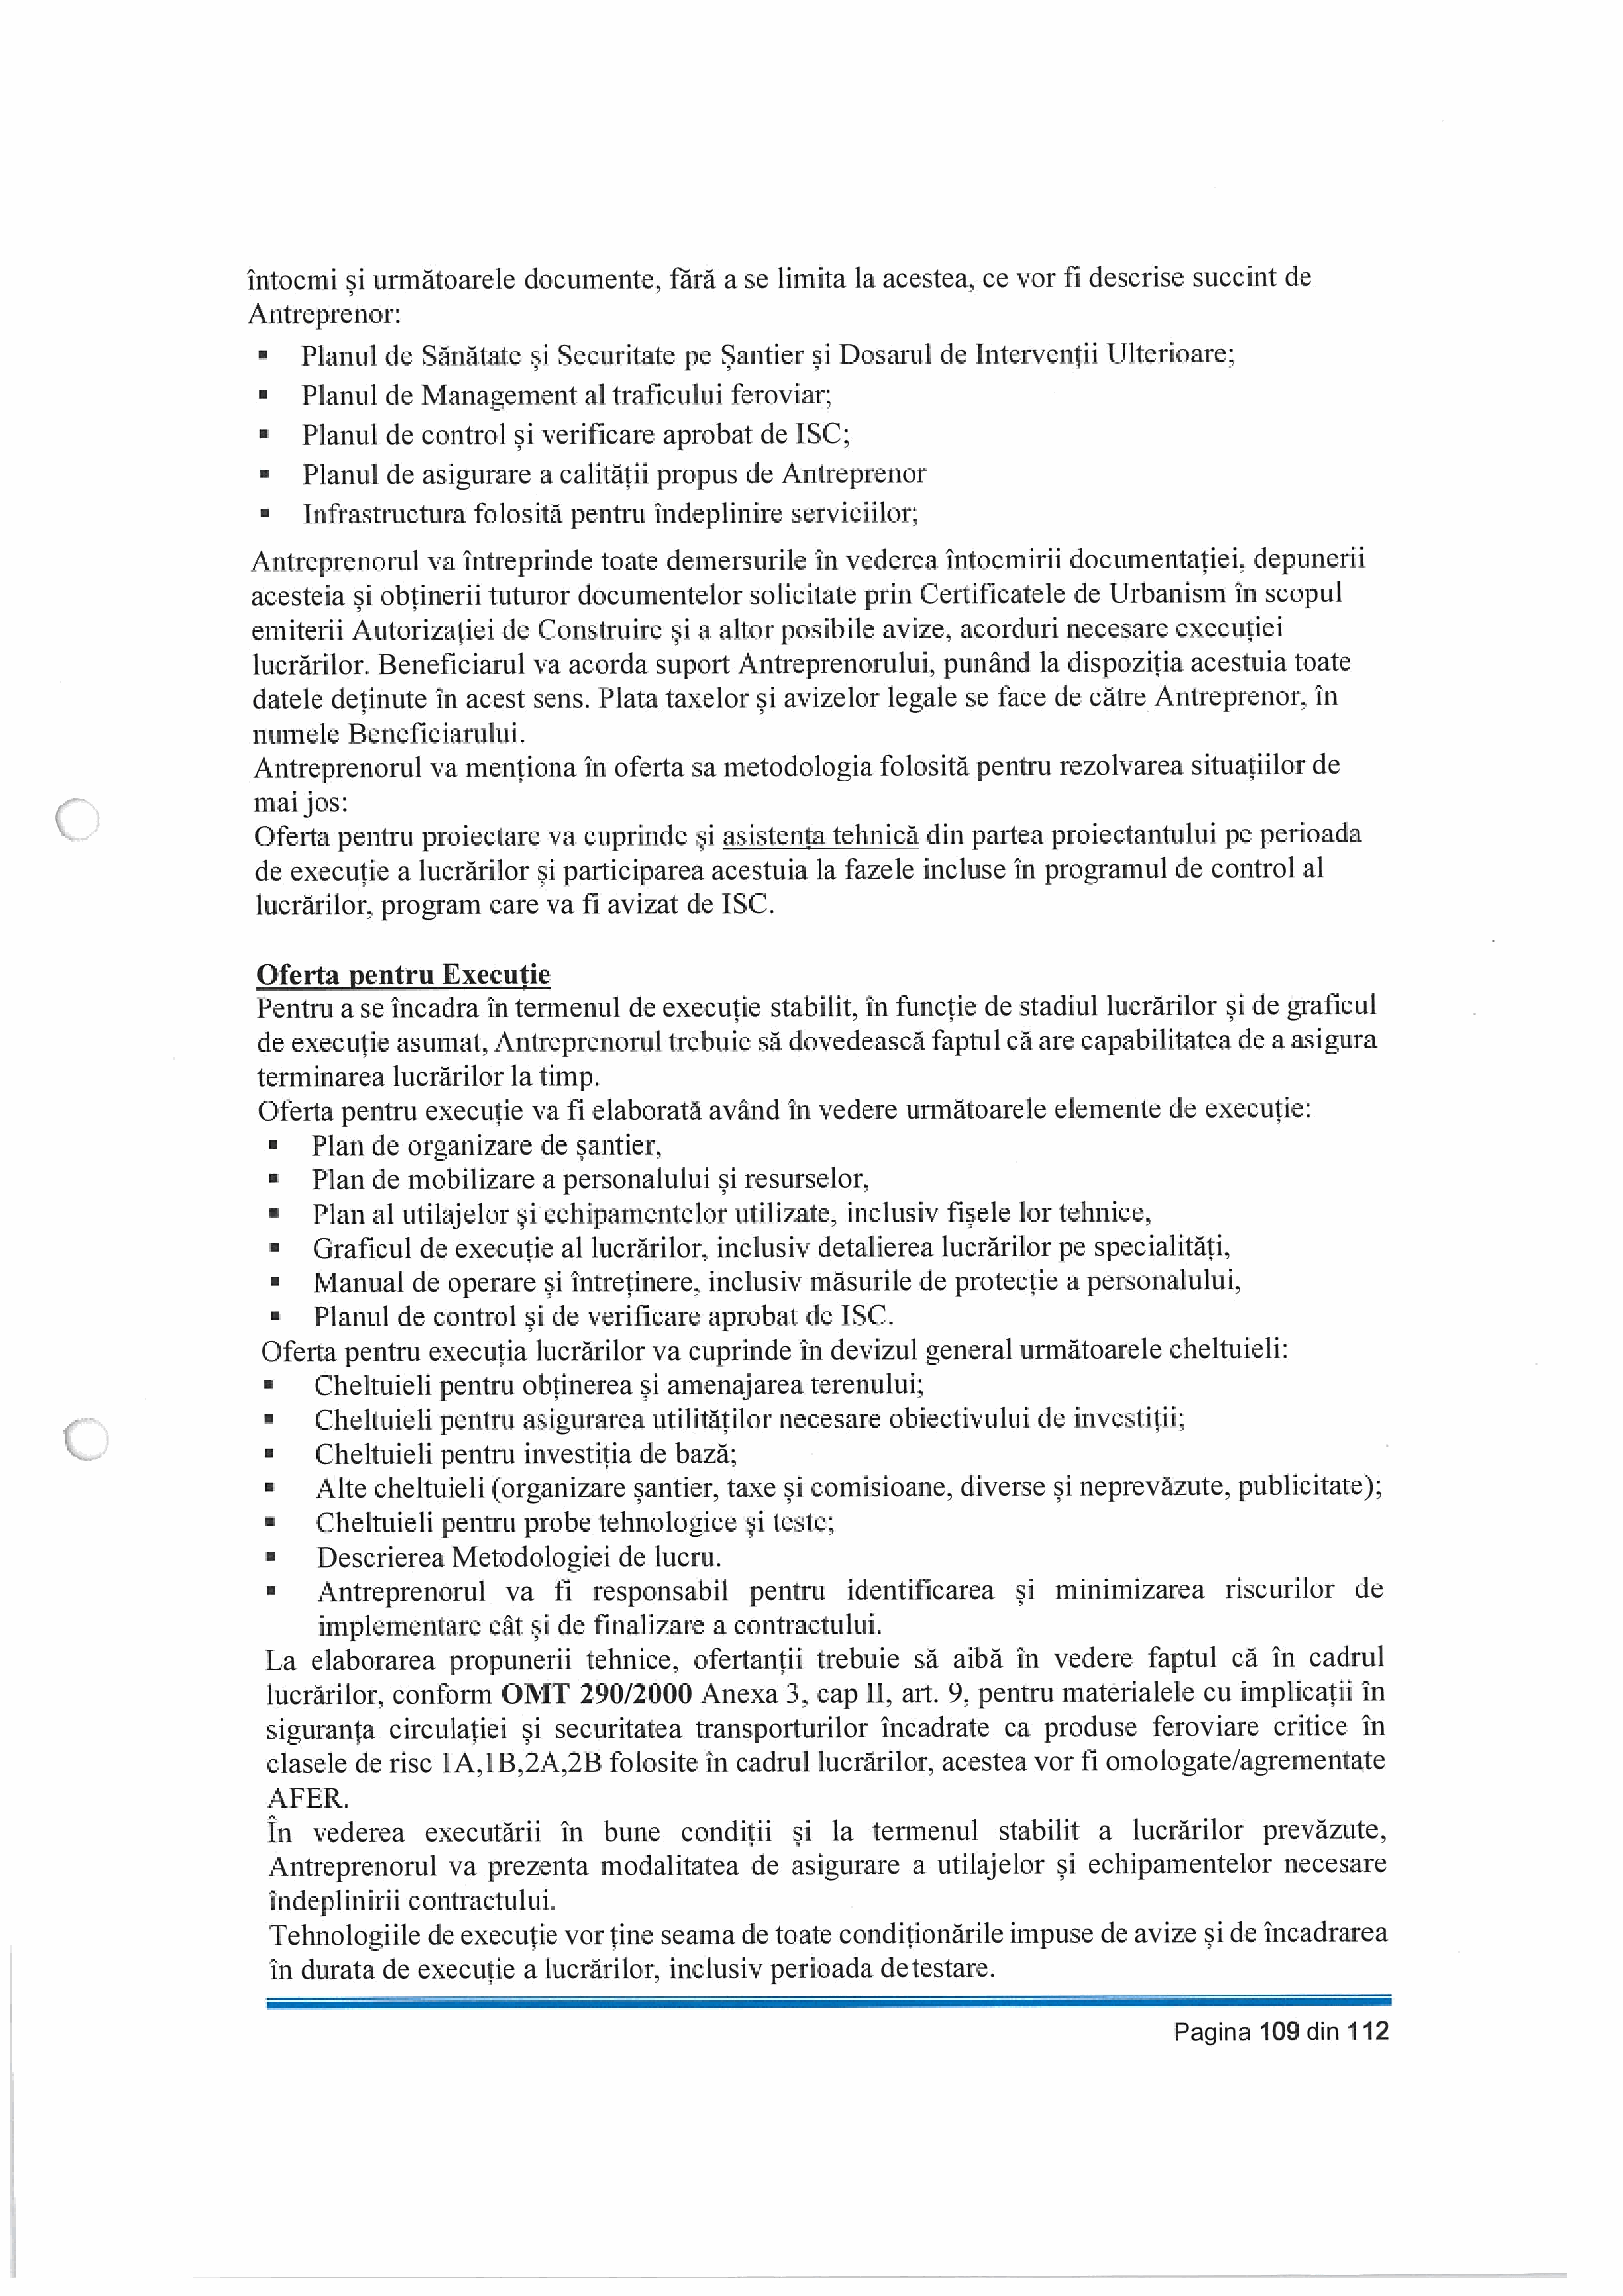 întocmi și următoarele documente, fără a se limita la acestea, ce vor fi descrise succint de
Antreprenor:
▪ Planul de Sănătate și Securitate pe Șantier și Dosarul de Intervenții Ulterioare;
▪ Planul de Management al traficului feroviar;
▪ Planul de control și verificare aprobat de ISC;
▪ Planul de asigurare a calității propus de Antreprenor
▪ Infrastructura folosită pentru îndeplinire serviciilor;
Antreprenorul va întreprinde toate demersurile în vederea întocmirii documentației, depunerii
acesteia și obținerii tuturor documentelor solicitate prin Certificatele de Urbanism în scopul
emiterii Autorizației de Construire și a altor posibile avize, acorduri necesare execuției
lucrărilor. Beneficiarul va acorda suport Antreprenorului, punând la dispoziția acestuia toate
datele deținute în acest sens. Plata taxelor și avizelor legale se face de către Antreprenor, în
numele Beneficiarului.
Antreprenorul va menționa în oferta sa metodologia folosită pentru rezolvarea situațiilor de
mai jos:
Oferta pentru proiectare va cuprinde și asistența tehnică din partea proiectantului pe perioada
de execuție a lucrărilor și participarea acestuia la fazele incluse în programul de control al
lucrărilor, program care va fi avizat de ISC.
Oferta pentru Execuție
Pentru a se încadra în termenul de execuție stabilit, în funcție de stadiul lucrărilor și de graficul
de execuție asumat, Antreprenorul trebuie să dovedească faptul că are capabilitatea de a asigura
terminarea lucrărilor la timp.
Oferta pentru execuție va fi elaborată având în vedere următoarele elemente de execuție:
▪ Plan de organizare de șantier,
▪ Plan de mobilizare a personalului și resurselor,
▪ Plan al utilajelor și echipamentelor utilizate, inclusiv fișele lor tehnice,
▪ Graficul de execuție al lucrărilor, inclusiv detalierea lucrărilor pe specialități,
▪ Manual de operare și întreținere, inclusiv măsurile de protecție a personalului,
▪ Planul de control și de verificare aprobat de ISC.
Oferta pentru execuția lucrărilor va cuprinde în devizul general următoarele cheltuieli:
▪ Cheltuieli pentru obținerea și amenajarea terenului;
▪ Cheltuieli pentru asigurarea utilităților necesare obiectivului de investiții;
▪ Cheltuieli pentru investiția de bază;
▪ Alte cheltuieli (organizare șantier, taxe și comisioane, diverse și neprevăzute, publicitate);
▪ Cheltuieli pentru probe tehnologice și teste;
▪ Descrierea Metodologiei de lucru.
▪ Antreprenorul va fi responsabil pentru identificarea și minimizarea riscurilor de
implementare cât și de finalizare a contractului.
La elaborarea propunerii tehnice, ofertanții trebuie să aibă în vedere faptul că în cadrul
lucrărilor, conform OMT 290/2000 Anexa 3, cap II, art. 9, pentru materialele cu implicații în
siguranța circulației și securitatea transporturilor încadrate ca produse feroviare critice în
clasele de risc 1A,1B,2A,2B folosite în cadrul lucrărilor, acestea vor fi omologate/agrementate
AFER.
În vederea executării în bune condiții și la termenul stabilit a lucrărilor prevăzute,
Antreprenorul va prezenta modalitatea de asigurare a utilajelor și echipamentelor necesare
îndeplinirii contractului.
Tehnologiile de execuție vor ține seama de toate condiționările impuse de avize și de încadrarea
în durata de execuție a lucrărilor, inclusiv perioada detestare.
Pagina 109 din 112